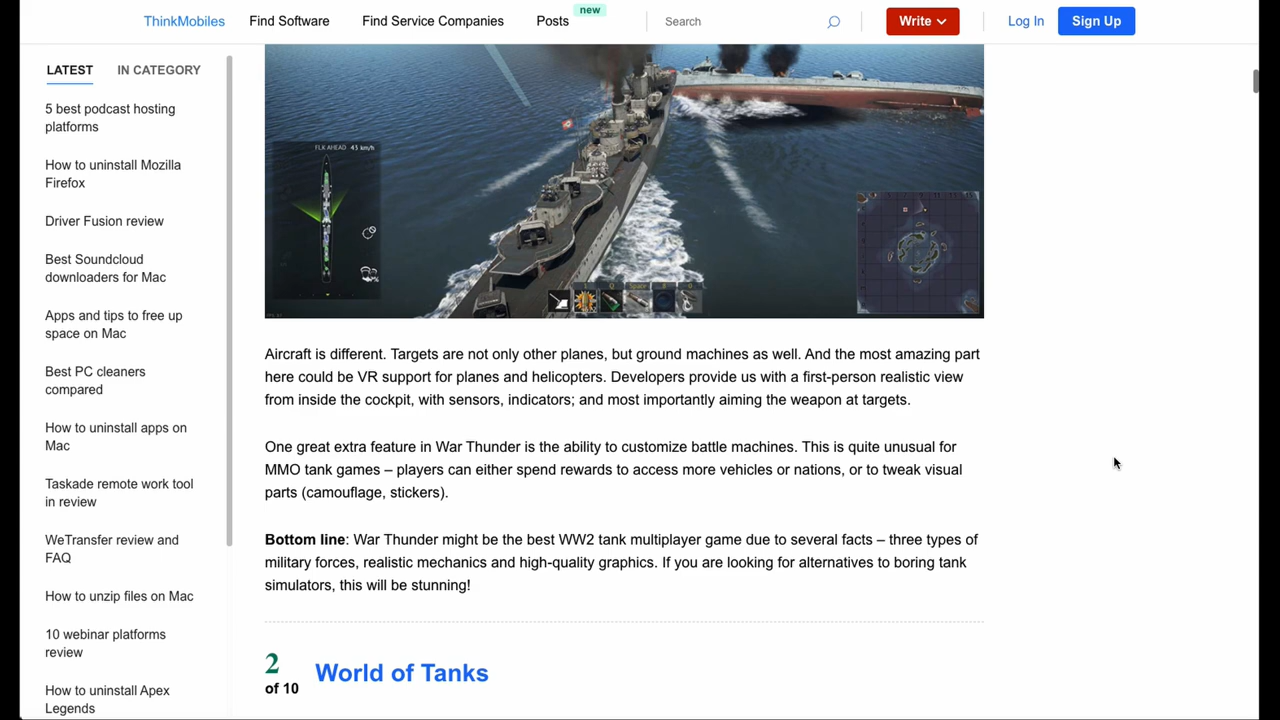 ThinkMobiles
Find Software
Find Service Companies
Posts
new
Search
Write
Log In
Sign Up
LATEST
IN CATEGORY
5 best podcast hosting
platforms
How to uninstall Mozilla
Firefox
Driver Fusion review
Best Soundcloud
downloaders for Mac
Apps and tips to free up
space on Mac
Best PC cleaners
compared
How to uninstall apps on
Mac
Taskade remote work tool
in review
WeTransfer review and
FAQ
How to unzip files on Mac
10 webinar platforms
review
How to uninstall Apex
Legends
FLK AHEAD 43 km/h
Aircraft is different. Targets are not only other planes, but ground machines as well. And the most amazing part
here could be VR support for planes and helicopters. Developers provide us with a first-person realistic view
from inside the cockpit, with sensors, indicators; and most importantly aiming the weapon at targets.
One great extra feature in War Thunder is the ability to customize battle machines. This is quite unusual for
MMO tank games – players can either spend rewards to access more vehicles or nations, or to tweak visual
parts (camouflage, stickers).
Bottom line: War Thunder might be the best WW2 tank multiplayer game due to several facts – three types of
military forces, realistic mechanics and high-quality graphics. If you are looking for alternatives to boring tank
simulators, this will be stunning!
2
of 10
World of Tanks